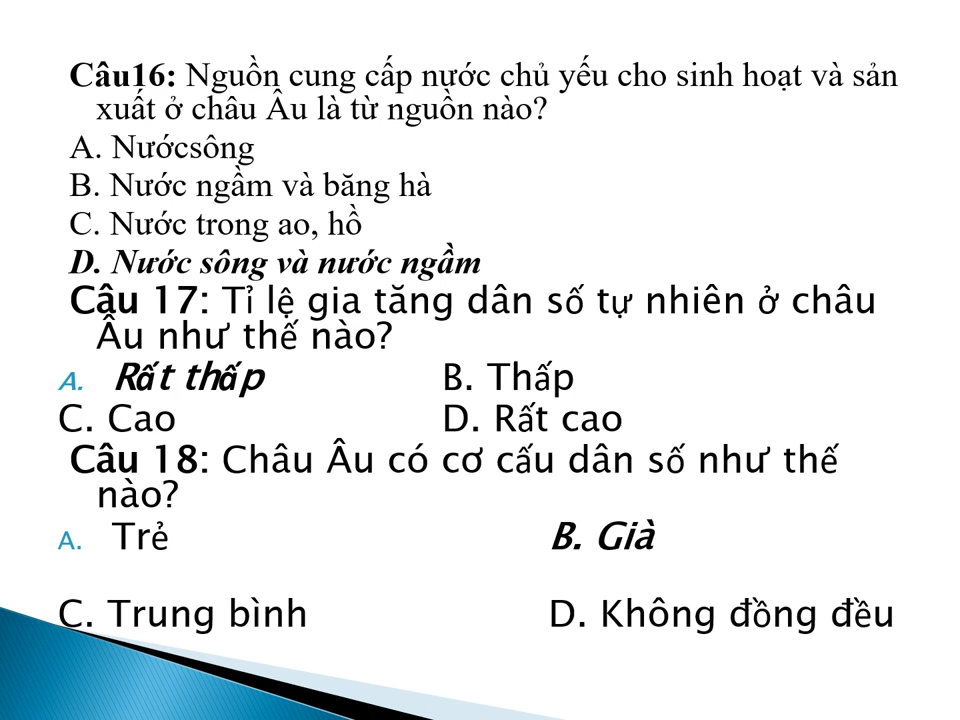 Câu16: Nguồn cung cấp nước chủ yếu cho sinh hoạt và sản
xuất ở châu Âu là từ nguồn nào?
A. Nướcsông
B. Nước ngầm và băng hà
C. Nước trong ao, hồ
D. Nước sông và nước ngầm
Câu 17: Tỉ lệ gia tăng dân số tự nhiên ở châu
Âu như thế nào?
A. Rất thấp B. Thấp
C. Cao D. Rất cao
Câu 18: Châu Âu có cơ cấu dân số như thế
nào?
A. Trẻ B. Già
C. Trung bình D. Không đồng đều